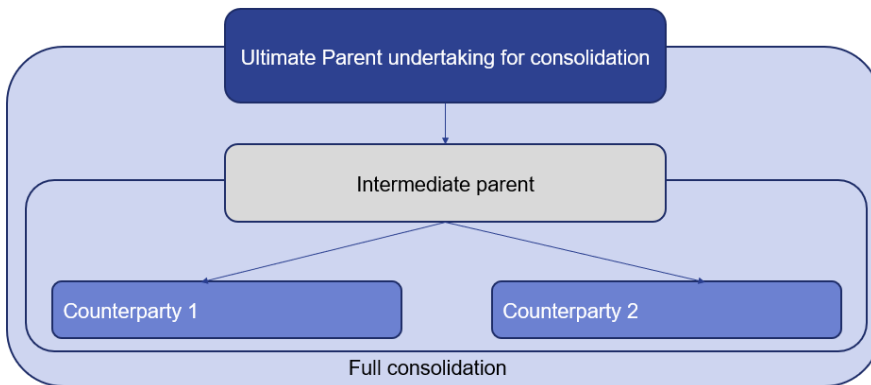 Ultimate Parent undertaking for consolidation
Intermediate parent
Counterparty 1
Counterparty 2
Full consolidation